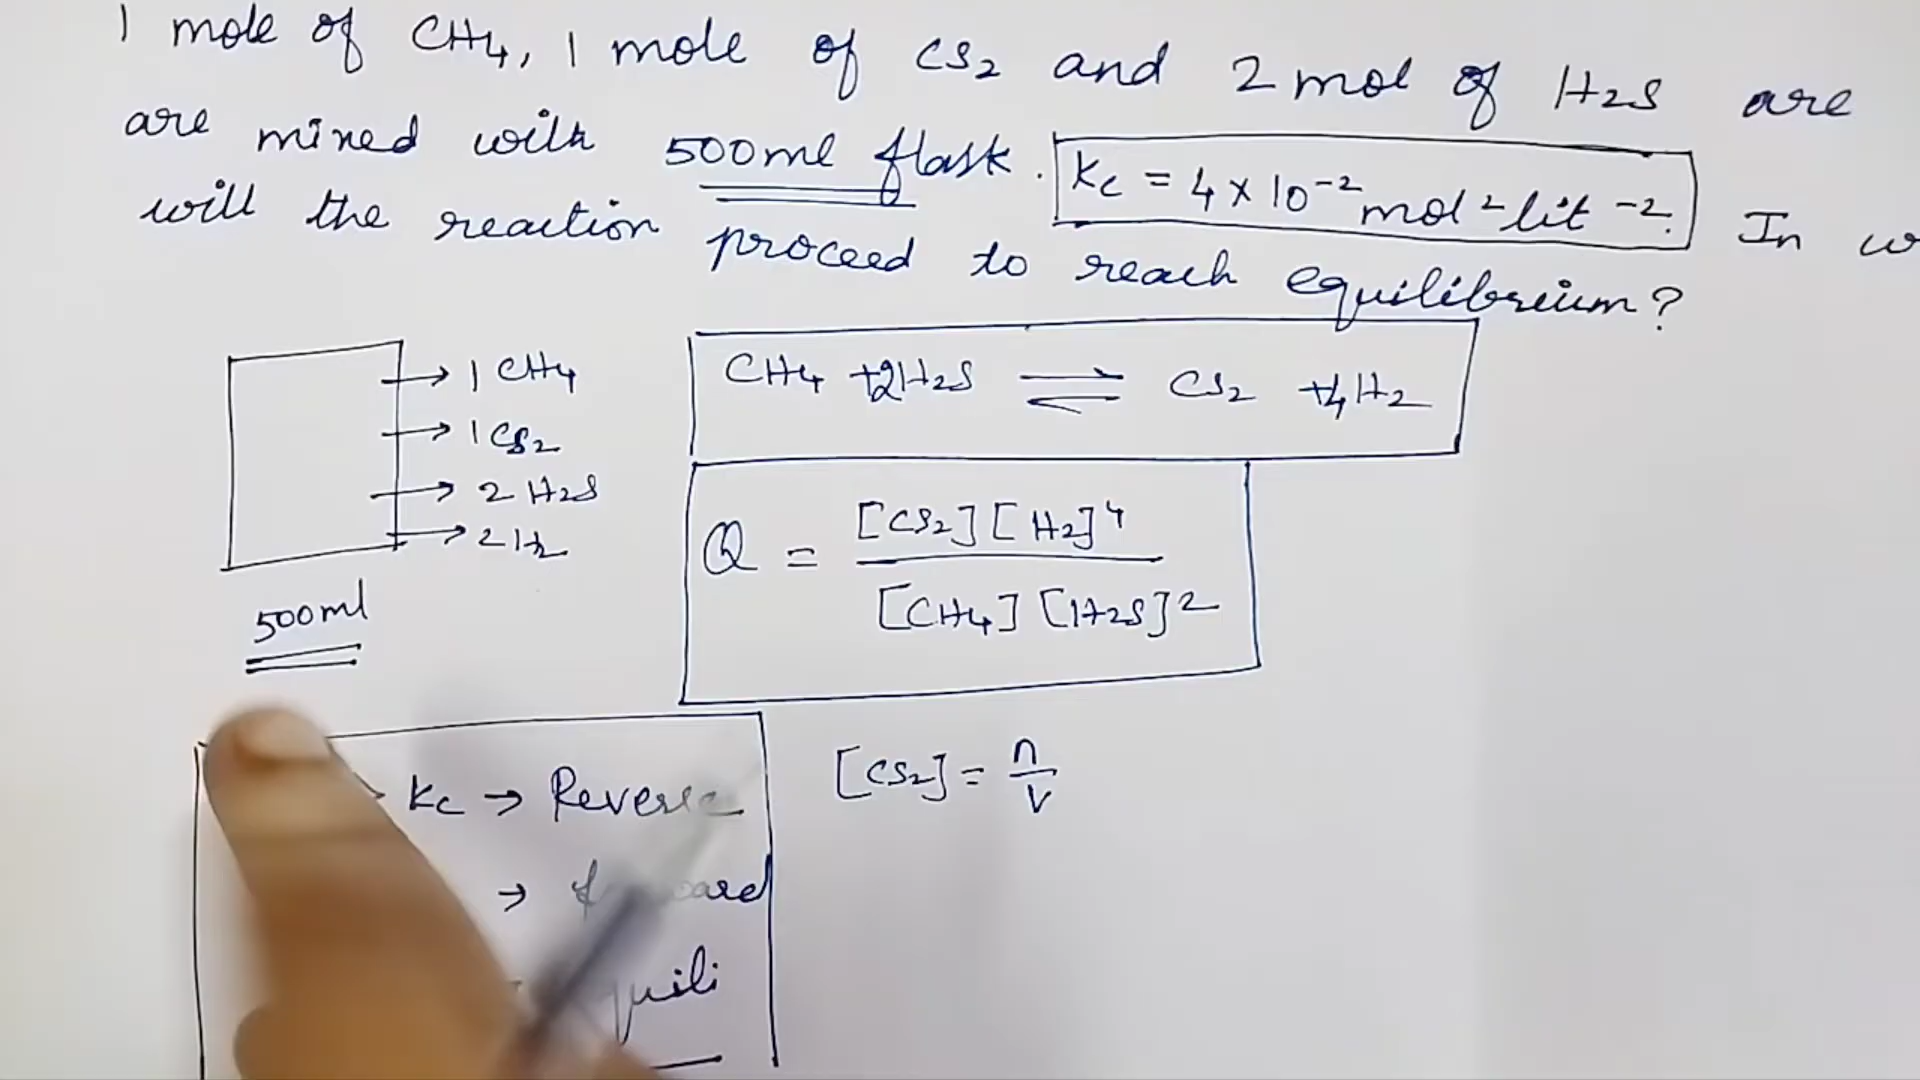 1 mole of CH4, 1 mole of CS2 and 2 mol of H2S are
are mixed with 500ml flask. Kc = 4 x 10-2 mol2 lit-2. In w
will the reaction proceed to reach equilibrium?
CH4 + 2H2S ⇌ CS2 + 4H2
→ 1 CH4
→ 1 CS2
→ 2 H2S
→ 2 H2
500ml
Q = [CS2] [H2]4 / [CH4] [H2S]2
Kc → Reverse
→
[CS2] = n/V